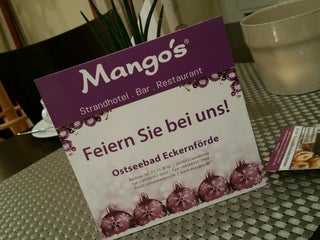 Mango's®
Strandhotel . Bar . Restaurant
Feiern Sie bei uns!
Ostseebad Eckernförde